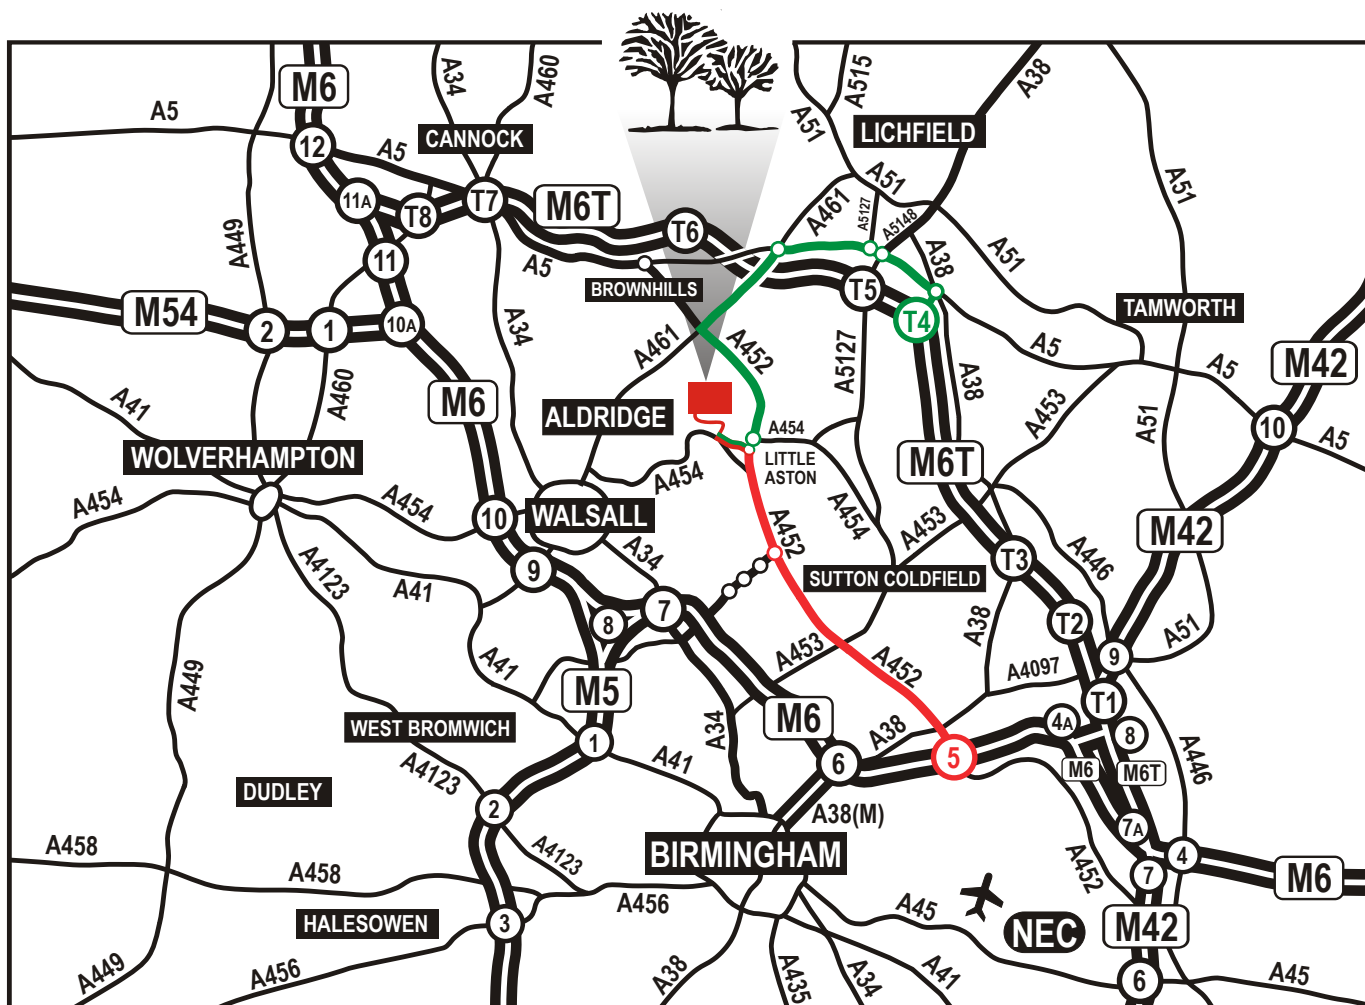 A34
A460
A515
A38
M6
A5
A51
LICHFIELD
CANNOCK
12
A5
A51
A51
11A
T8
T7
M6T
A461
A5127
A5148
A449
T6
11
A5
BROWNHILLS
T5
A38
A51
TAMWORTH
M54
2
1
10A
A34
A461
A452
T4
A5127
A5
A5
M42
A460
M6
A38
A453
A41
ALDRIDGE
A51
10
A5
WOLVERHAMPTON
A454
LITTLE
ASTON
M6T
A454
A454
A454
A454
10
WALSALL
A452
A453
M42
A4123
A34
A446
9
A41
SUTTON COLDFIELD
T3
7
8
A38
T2
A51
A449
A41
A453
A452
A4097
9
M5
T1
WEST BROMWICH
A34
M6
4A
8
1
A38
5
6
A446
A4123
A41
M6
M6T
DUDLEY
2
A38(M)
7A
A458
A4123
BIRMINGHAM
4
A458
A452
7
M6
A456
HALESOWEN
3
A45
NEC
M42
A449
A456
A38
A435
A34
A41
6
A45